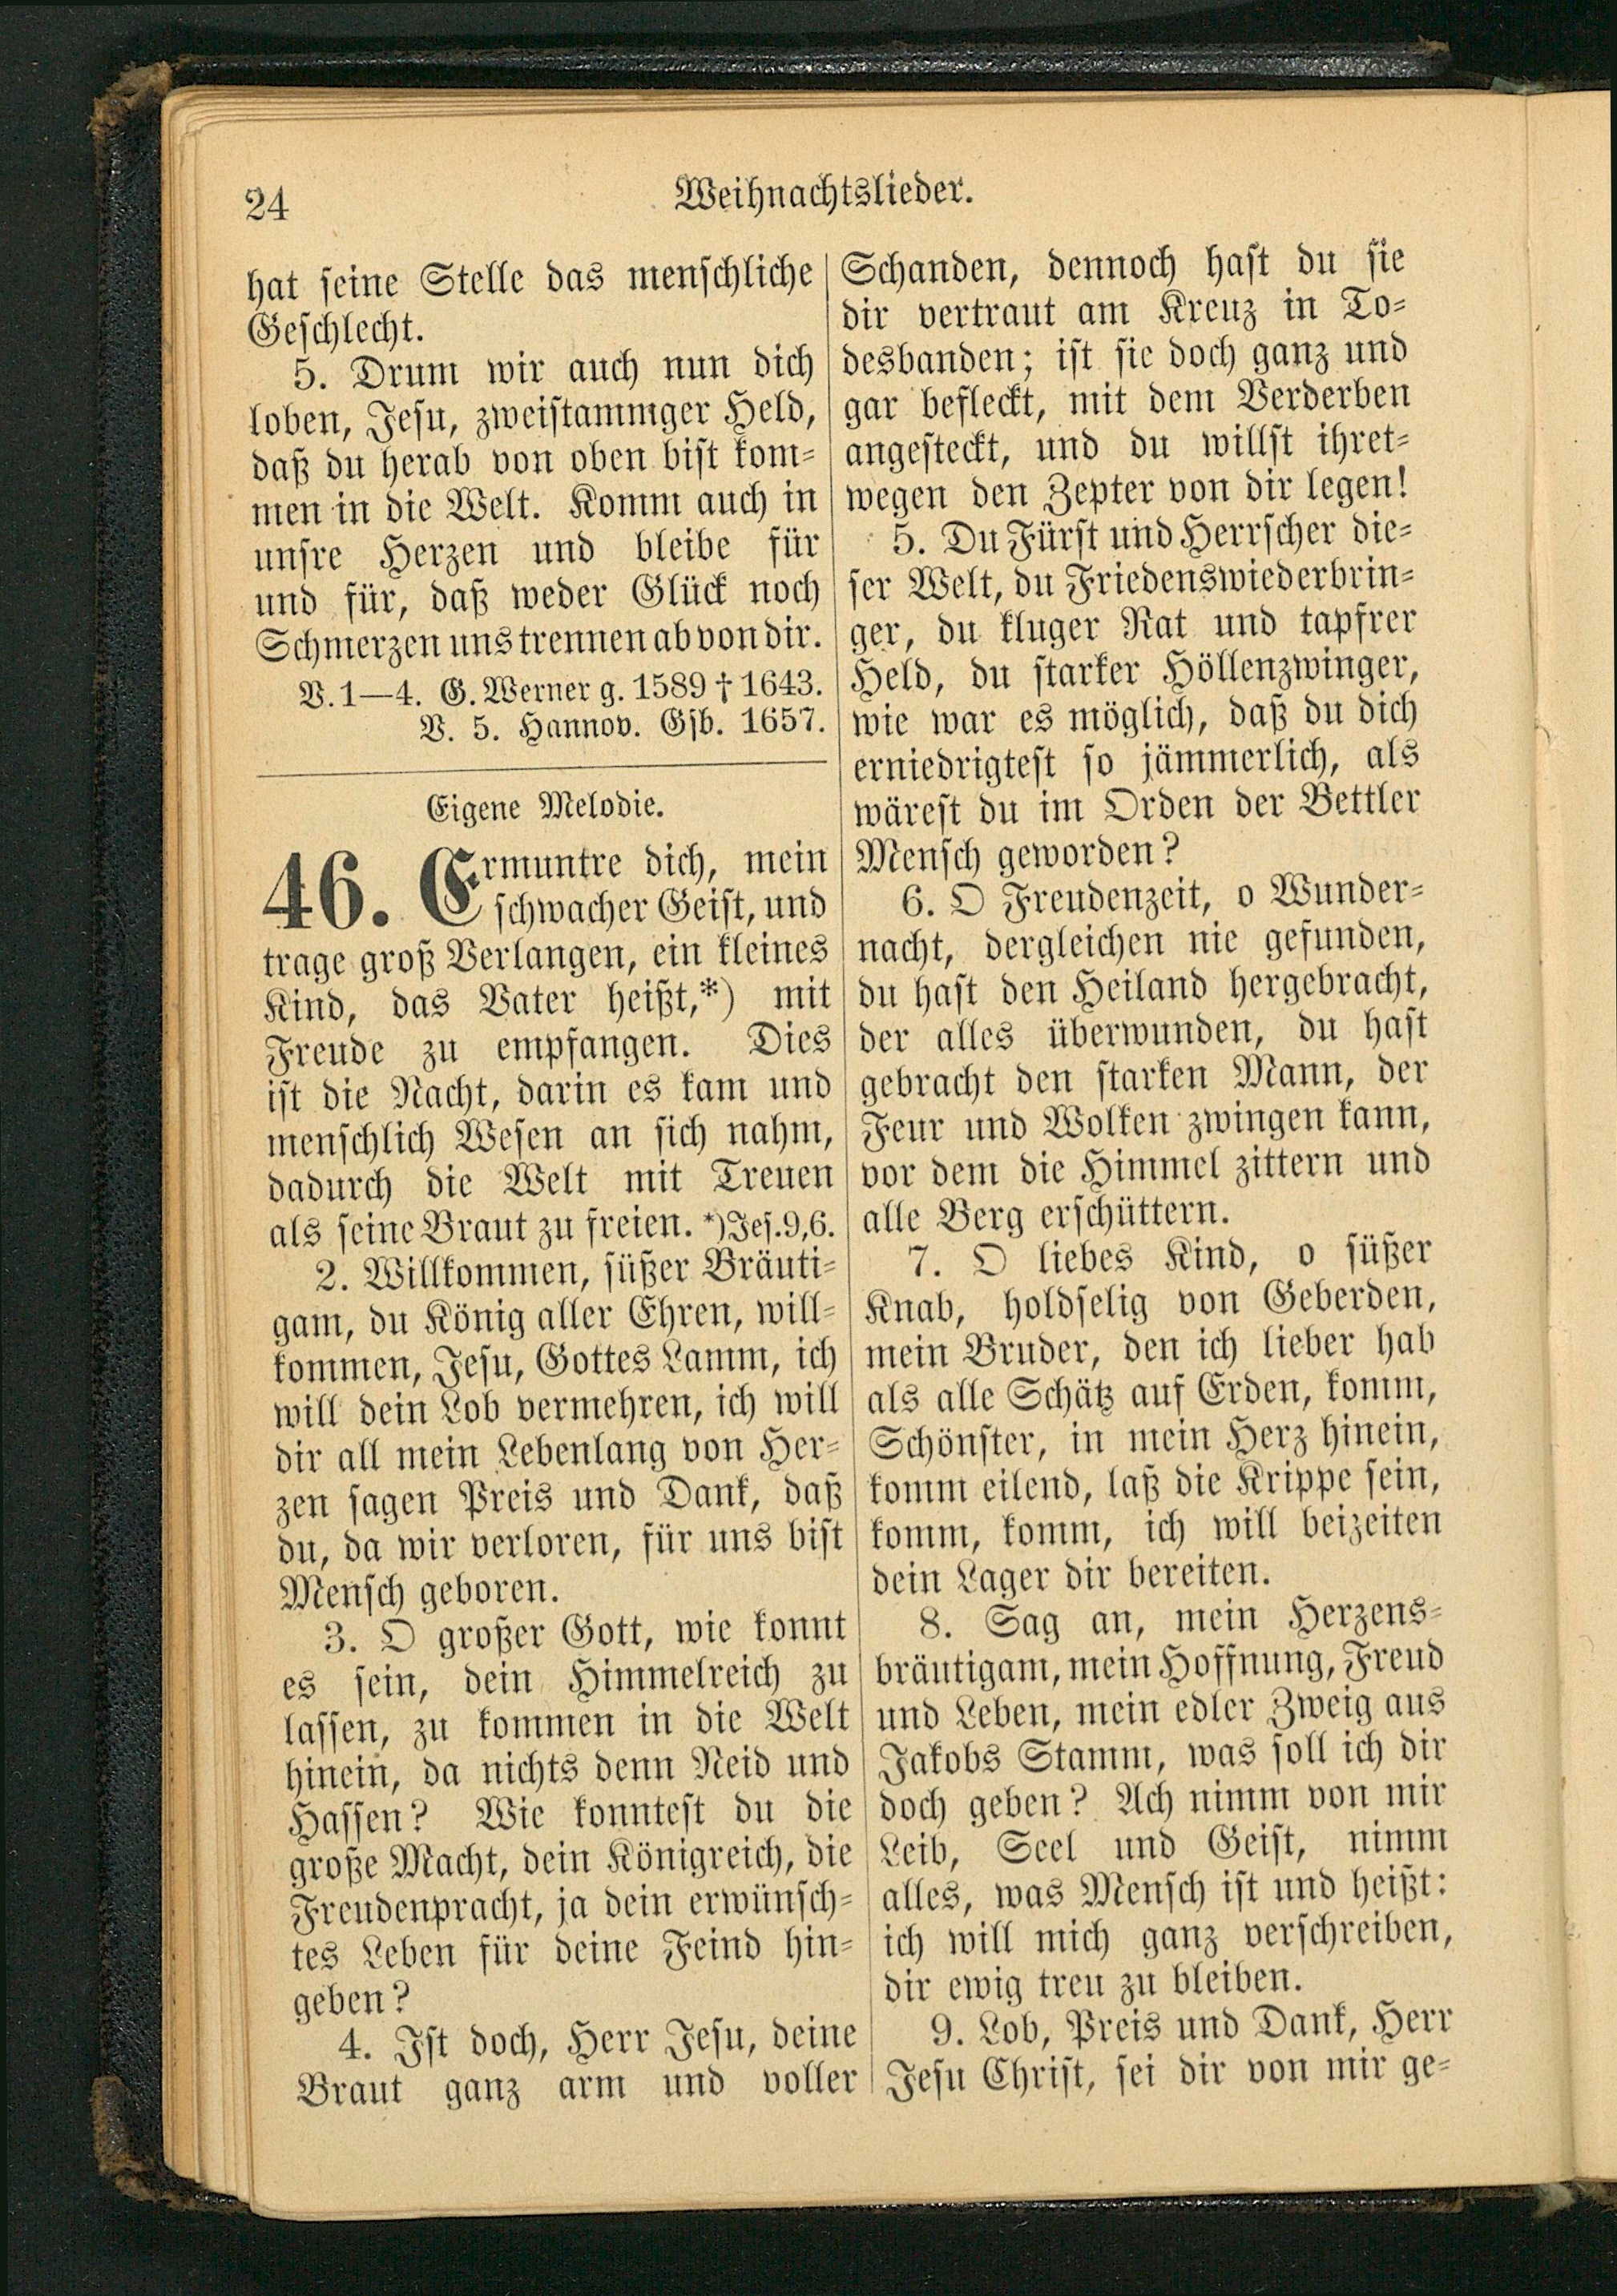 24
Weihnachtslieder.
hat seine Stelle das menschliche
Geschlecht.
5. Drum wir auch nun dich
loben, Jesu, zweistammger Held,
daß du herab von oben bist kom-
men in die Welt. Komm auch in
unsre Herzen und bleibe für
und für, daß weder Glück noch
Schmerzen uns trennen ab von dir.
V. 1—4. G. Werner g. 1589 † 1643.
V. 5. Hannov. Gsb. 1657.
Eigene Melodie.
46. Ermuntre dich, mein
schwacher Geist, und
trage groß Verlangen, ein kleines
Kind, das Vater heißt,*) mit
Freude zu empfangen. Dies
ist die Nacht, darin es kam und
menschlich Wesen an sich nahm,
dadurch die Welt mit Treuen
als seine Braut zu freien. *) Jes. 9, 6.
2. Willkommen, süßer Bräuti-
gam, du König aller Ehren, will-
kommen, Jesu, Gottes Lamm, ich
will dein Lob vermehren, ich will
dir all mein Lebenlang von Her-
zen sagen Preis und Dank, daß
du, da wir verloren, für uns bist
Mensch geboren.
3. O großer Gott, wie konnt
es sein, dein Himmelreich zu
lassen, zu kommen in die Welt
hinein, da nichts denn Neid und
Hassen? Wie konntest du die
große Macht, dein Königreich, die
Freudenpracht, ja dein erwünsch-
tes Leben für deine Feind hin-
geben?
4. Ist doch, Herr Jesu, deine
Braut ganz arm und voller
Schanden, dennoch hast du sie
dir vertraut am Kreuz in To-
desbanden; ist sie doch ganz und
gar befleckt, mit dem Verderben
angesteckt, und du willst ihret-
wegen den Zepter von dir legen!
5. Du Fürst und Herrscher die-
ser Welt, du Friedenswiederbrin-
ger, du kluger Rat und tapfrer
Held, du starker Höllenzwinger,
wie war es möglich, daß du dich
erniedrigtest so jämmerlich, als
wärest du im Orden der Bettler
Mensch geworden?
6. O Freudenzeit, o Wunder-
nacht, dergleichen nie gefunden,
du hast den Heiland hergebracht,
der alles überwunden, du hast
gebracht den starken Mann, der
Feur und Wolken zwingen kann,
vor dem die Himmel zittern und
alle Berg erschüttern.
7. O liebes Kind, o süßer
Knab, holdselig von Geberden,
mein Bruder, den ich lieber hab
als alle Schätz auf Erden, komm,
Schönster, in mein Herz hinein,
komm eilend, laß die Krippe sein,
komm, komm, ich will beizeiten
dein Lager dir bereiten.
8. Sag an, mein Herzens-
bräutigam, mein Hoffnung, Freud
und Leben, mein edler Zweig aus
Jakobs Stamm, was soll ich dir
doch geben? Ach nimm von mir
Leib, Seel und Geist, nimm
alles, was Mensch ist und heißt:
ich will mich ganz verschreiben,
dir ewig treu zu bleiben.
9. Lob, Preis und Dank, Herr
Jesu Christ, sei dir von mir ge-